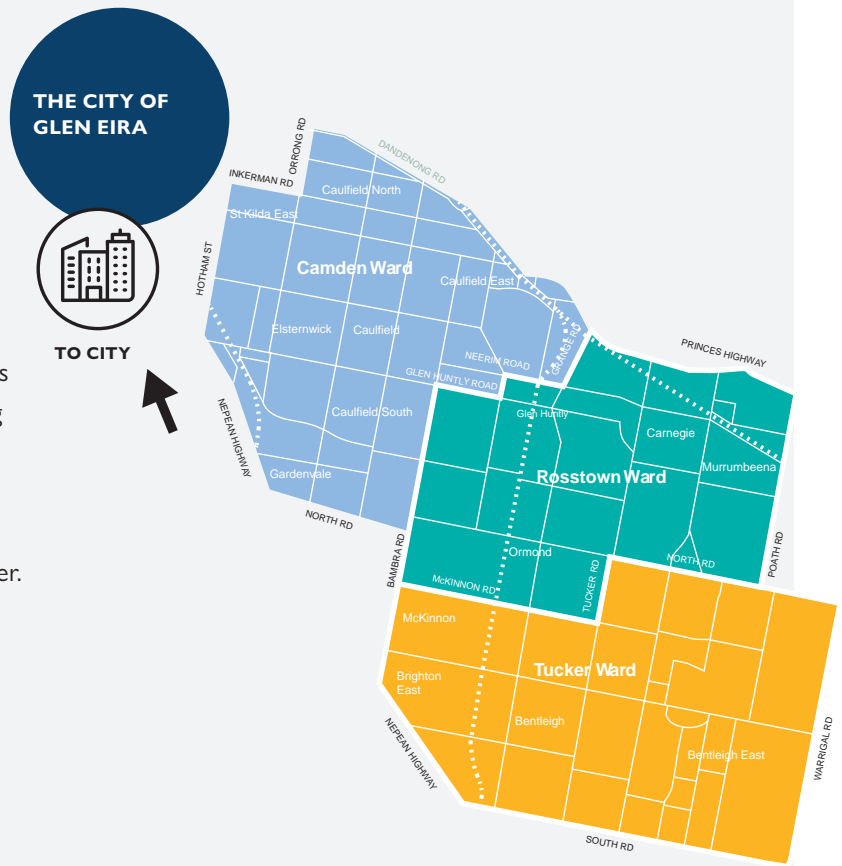 THE CITY OF
GLEN EIRA
TO CITY
s
g
er.
ORRONG RD
DANDENONG RD
INKERMAN RD
Caulfield North
St Kilda East
HOTHAM ST
Camden Ward
Caulfield East
Elsternwick
Caulfield
NEERIM ROAD
GRANGE RD
PRINCES HIGHWAY
GLEN HUNTLY ROAD
NEPEAN HIGHWAY
Caulfield South
Glen Huntly
Carnegie
Gardenvale
Rosstown Ward
Murrumbeena
NORTH RD
BAMBRA RD
Ormond
NORTH RD
POATH RD
McKINNON RD
TUCKER RD
McKinnon
Tucker Ward
Brighton
East
Bentleigh
NEPEAN HIGHWAY
Bentleigh East
WARRIGAL RD
SOUTH RD